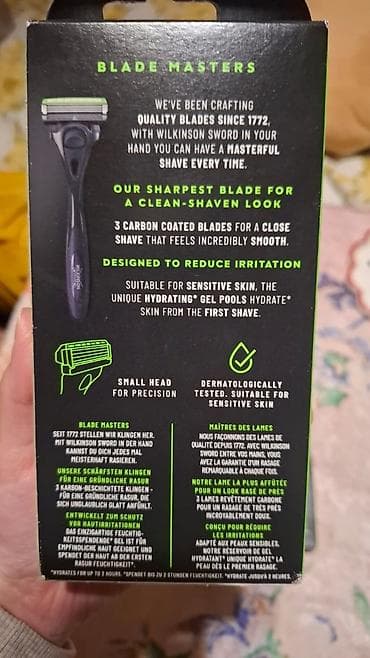 BLADE MASTERS
WE'VE BEEN CRAFTING
QUALITY BLADES SINCE 1772,
WITH WILKINSON SWORD IN YOUR
HAND YOU CAN HAVE A MASTERFUL
SHAVE EVERY TIME.
OUR SHARPEST BLADE FOR
A CLEAN-SHAVEN LOOK
3 CARBON COATED BLADES FOR A CLOSE
SHAVE THAT FEELS INCREDIBLY SMOOTH.
DESIGNED TO REDUCE IRRITATION
SUITABLE FOR SENSITIVE SKIN, THE
UNIQUE HYDRATING* GEL POOLS HYDRATE*
SKIN FROM THE FIRST SHAVE.
SMALL HEAD
FOR PRECISION
DERMATOLOGICALLY
TESTED. SUITABLE FOR
SENSITIVE SKIN
BLADE MASTERS
SEIT 1772 STELLEN WIR KLINGEN HER.
MIT WILKINSON SWORD IN DER HAND
KANNST DU DICH JEDES MAL
MEISTERHAFT RASIEREN.
UNSERE SCHÄRFSTEN KLINGEN
FÜR EINE GRÜNDLICHE RASUR
3 KARBON-BESCHICHTETE KLINGEN -
FÜR EINE GRÜNDLICHE RASUR, DIE
SICH UNGLAUBLICH GLATT ANFÜHLT.
ENTWICKELT ZUM SCHUTZ
VOR HAUTIRRITATIONEN
DAS EINZIGARTIGE FEUCHTIG-
KEITSSPENDENDE* GEL IST FÜR
EMPFINDLICHE HAUT GEEIGNET UND
SPENDET DER HAUT AB DER ERSTEN
RASUR FEUCHTIGKEIT*.
MAÎTRES DES LAMES
NOUS FAÇONNONS DES LAMES DE
QUALITÉ DEPUIS 1772. AVEC WILKINSON
SWORD ENTRE VOS MAINS, VOUS
AVEZ LA GARANTIE D'UN RASAGE
REMARQUABLE À CHAQUE FOIS.
NOTRE LAME LA PLUS AFFÛTÉE
POUR UN LOOK RASÉ DE PRÈS
3 LAMES REVÊTEMENT CARBONE
POUR UN RASAGE DE TRÈS PRÈS
INCROYABLEMENT DOUX.
CONÇU POUR RÉDUIRE
LES IRRITATIONS
ADAPTÉ AUX PEAUX SENSIBLES.
NOTRE RÉSERVOIR DE GEL
HYDRATANT* UNIQUE HYDRATE* LA
PEAU DÈS LE PREMIER RASAGE.
*HYDRATES FOR UP TO 2 HOURS. *SPENDET BIS ZU 2 STUNDEN FEUCHTIGKEIT. *HYDRATE JUSQU'À 2 HEURES.